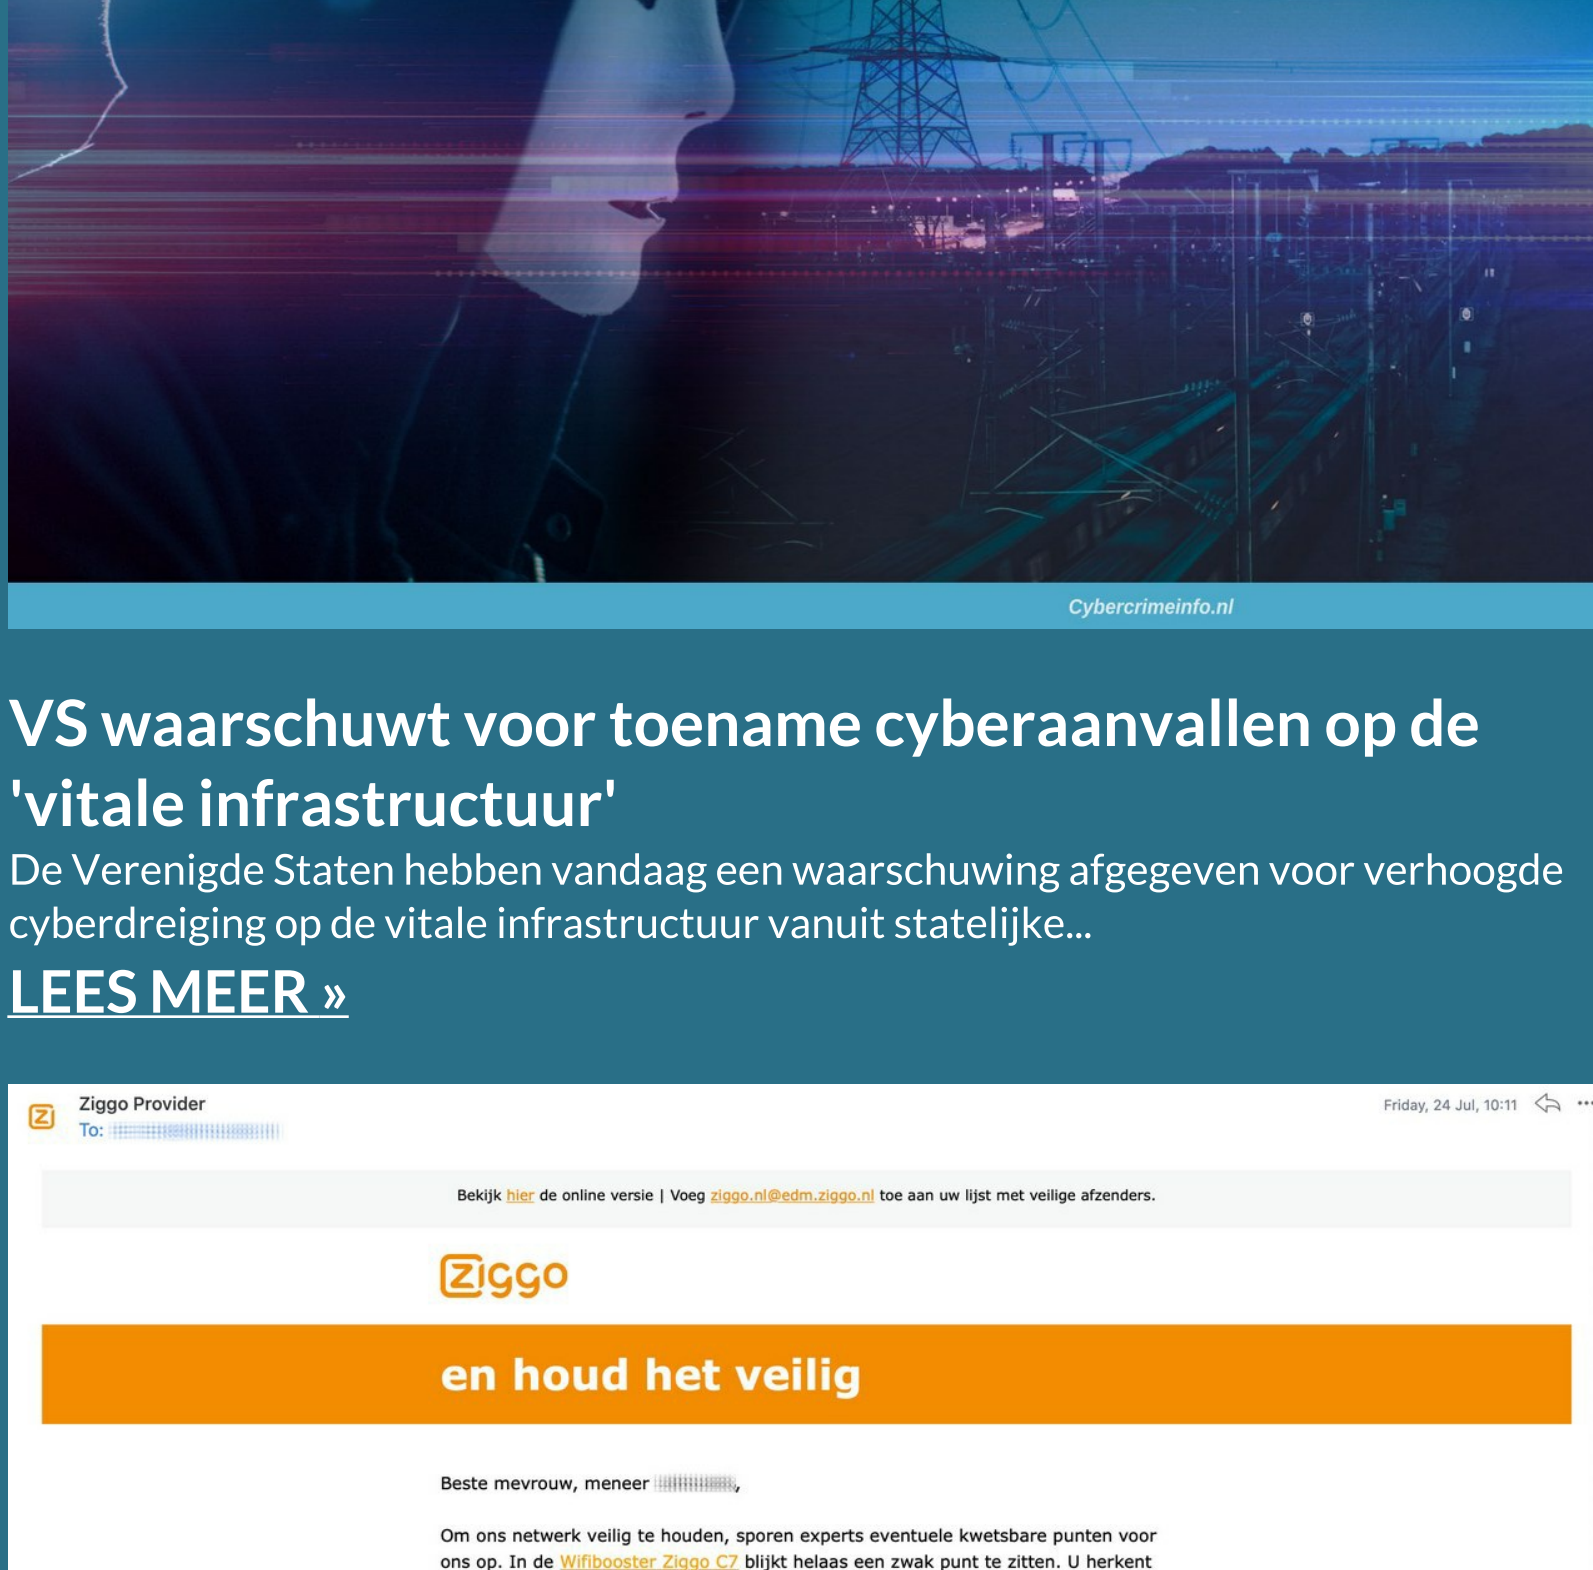 Cybercrimeinfo.nl
VS waarschuwt voor toename cyberaanvallen op de
'vitale infrastructuur'
De Verenigde Staten hebben vandaag een waarschuwing afgegeven voor verhoogde
cyberdreiging op de vitale infrastructuur vanuit statelijke...
LEES MEER »
Ziggo Provider
Friday, 24 Jul, 10:11
To:
Bekijk hier de online versie | Voeg ziggo.nl@edm.ziggo.nl toe aan uw lijst met veilige afzenders.
ziggo
en houd het veilig
Beste mevrouw, meneer ,
Om ons netwerk veilig te houden, sporen experts eventuele kwetsbare punten voor
ons op. In de Wifibooster Ziggo C7 blijkt helaas een zwak punt te zitten. U herkent